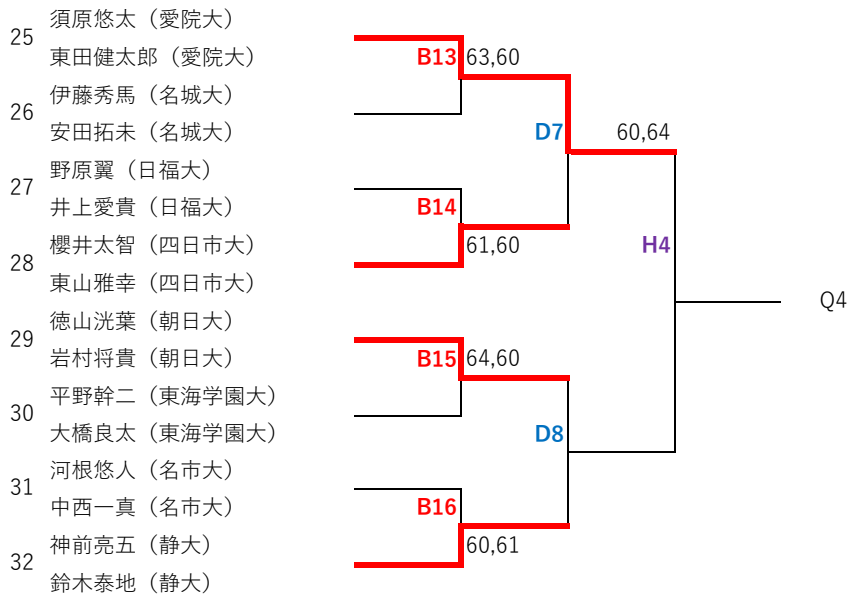 須原悠太（愛院大）
25
東田健太郎（愛院大）
B13
63,60
伊藤秀馬（名城大）
26
安田拓未（名城大）
D7
60,64
野原翼（日福大）
27
井上愛貴（日福大）
B14
櫻井太智（四日市大）
61,60
H4
28
東山雅幸（四日市大）
Q4
徳山洸葉（朝日大）
29
岩村将貴（朝日大）
B15
64,60
平野幹二（東海学園大）
30
大橋良太（東海学園大）
D8
河根悠人（名市大）
31
中西一真（名市大）
B16
神前亮五（静大）
60,61
32
鈴木泰地（静大）